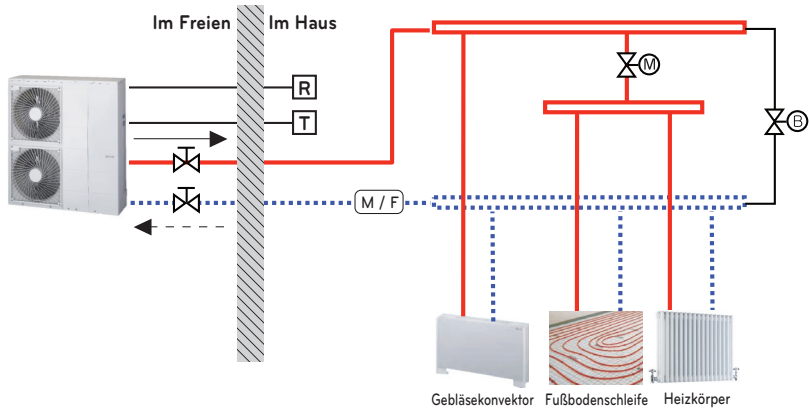 Im Freien
Im Haus
R
T
M
B
M / F
Gebläsekonvektor
Fußbodenschleife
Heizkörper